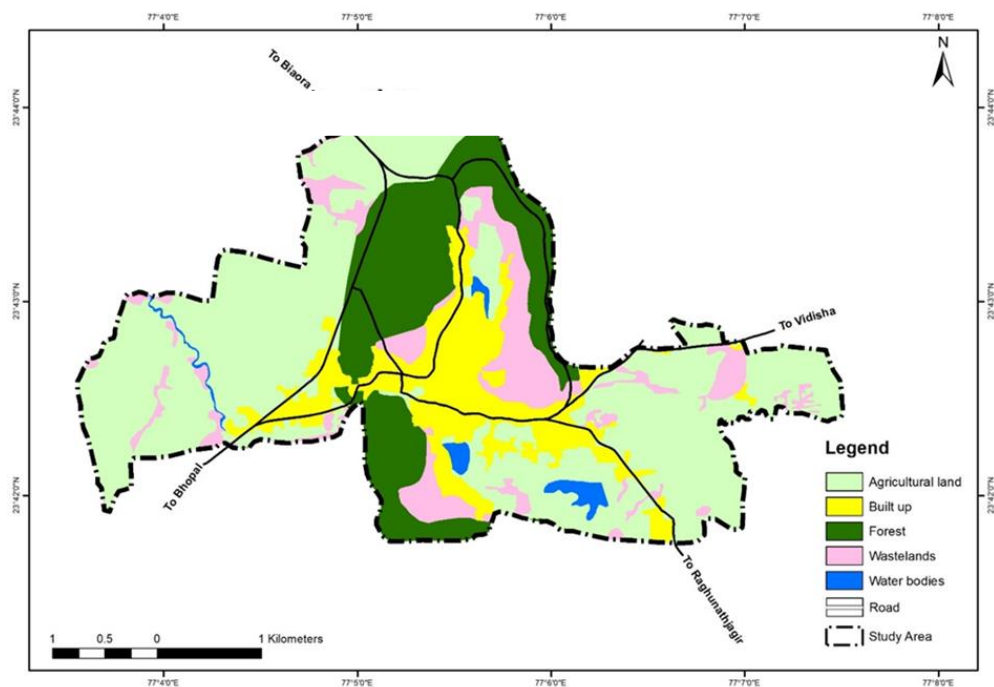 77°4'0"E 77°5'0"E 77°6'0"E 77°7'0"E 77°8'0"E
N
To Biaora
23°44'0"N 23°44'0"N
23°43'0"N 23°43'0"N
To Vidisha
To Bhopal
23°42'0"N 23°42'0"N
To Raghunathjagir
Legend
Agricultural land
Built up
Forest
Wastelands
Water bodies
Road
Study Area
1 0.5 0 1 Kilometers
77°4'0"E 77°5'0"E 77°6'0"E 77°7'0"E 77°8'0"E